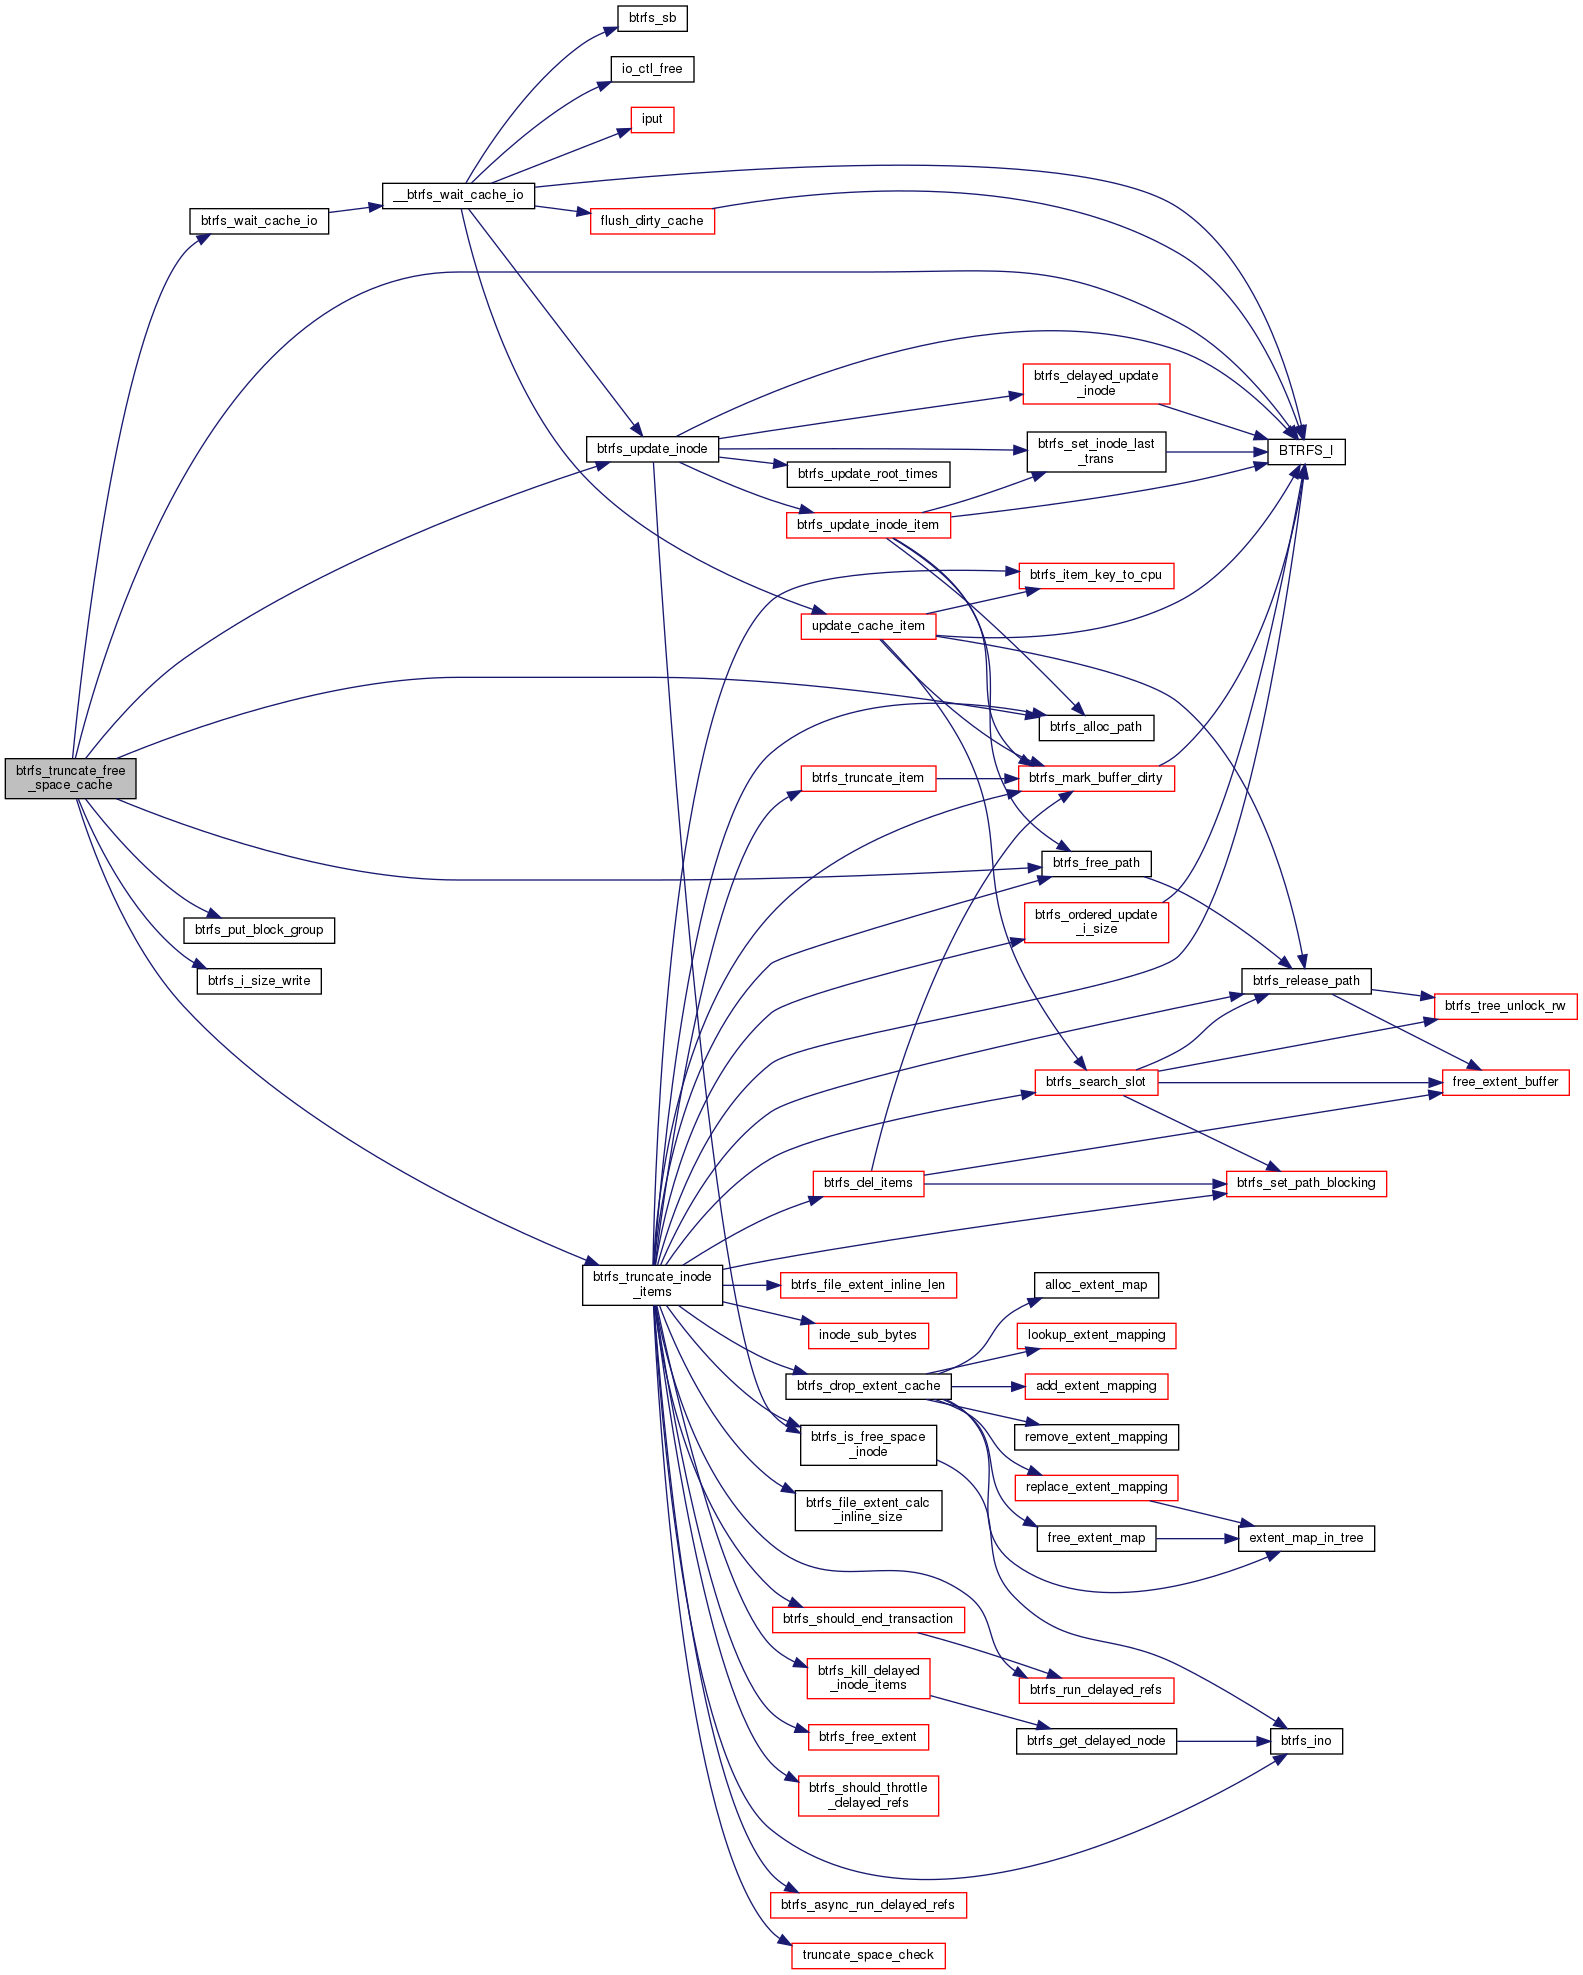 btrfs_sb
io_ctl_free
iput
__btrfs_wait_cache_io
btrfs_wait_cache_io
flush_dirty_cache
btrfs_delayed_update
_inode
btrfs_update_inode
btrfs_set_inode_last
_trans
BTRFS_I
btrfs_update_root_times
btrfs_update_inode_item
btrfs_item_key_to_cpu
update_cache_item
btrfs_alloc_path
btrfs_truncate_free
_space_cache
btrfs_truncate_item
btrfs_mark_buffer_dirty
btrfs_free_path
btrfs_put_block_group
btrfs_ordered_update
_i_size
btrfs_i_size_write
btrfs_release_path
btrfs_tree_unlock_rw
btrfs_search_slot
free_extent_buffer
btrfs_del_items
btrfs_set_path_blocking
btrfs_truncate_inode
_items
btrfs_file_extent_inline_len
alloc_extent_map
inode_sub_bytes
lookup_extent_mapping
btrfs_drop_extent_cache
add_extent_mapping
btrfs_is_free_space
_inode
remove_extent_mapping
replace_extent_mapping
btrfs_file_extent_calc
_inline_size
free_extent_map
extent_map_in_tree
btrfs_should_end_transaction
btrfs_kill_delayed
_inode_items
btrfs_run_delayed_refs
btrfs_free_extent
btrfs_get_delayed_node
btrfs_ino
btrfs_should_throttle
_delayed_refs
btrfs_async_run_delayed_refs
truncate_space_check